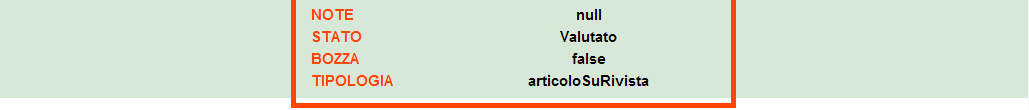 NOTE null
STATO Valutato
BOZZA false
TIPOLOGIA articoloSuRivista